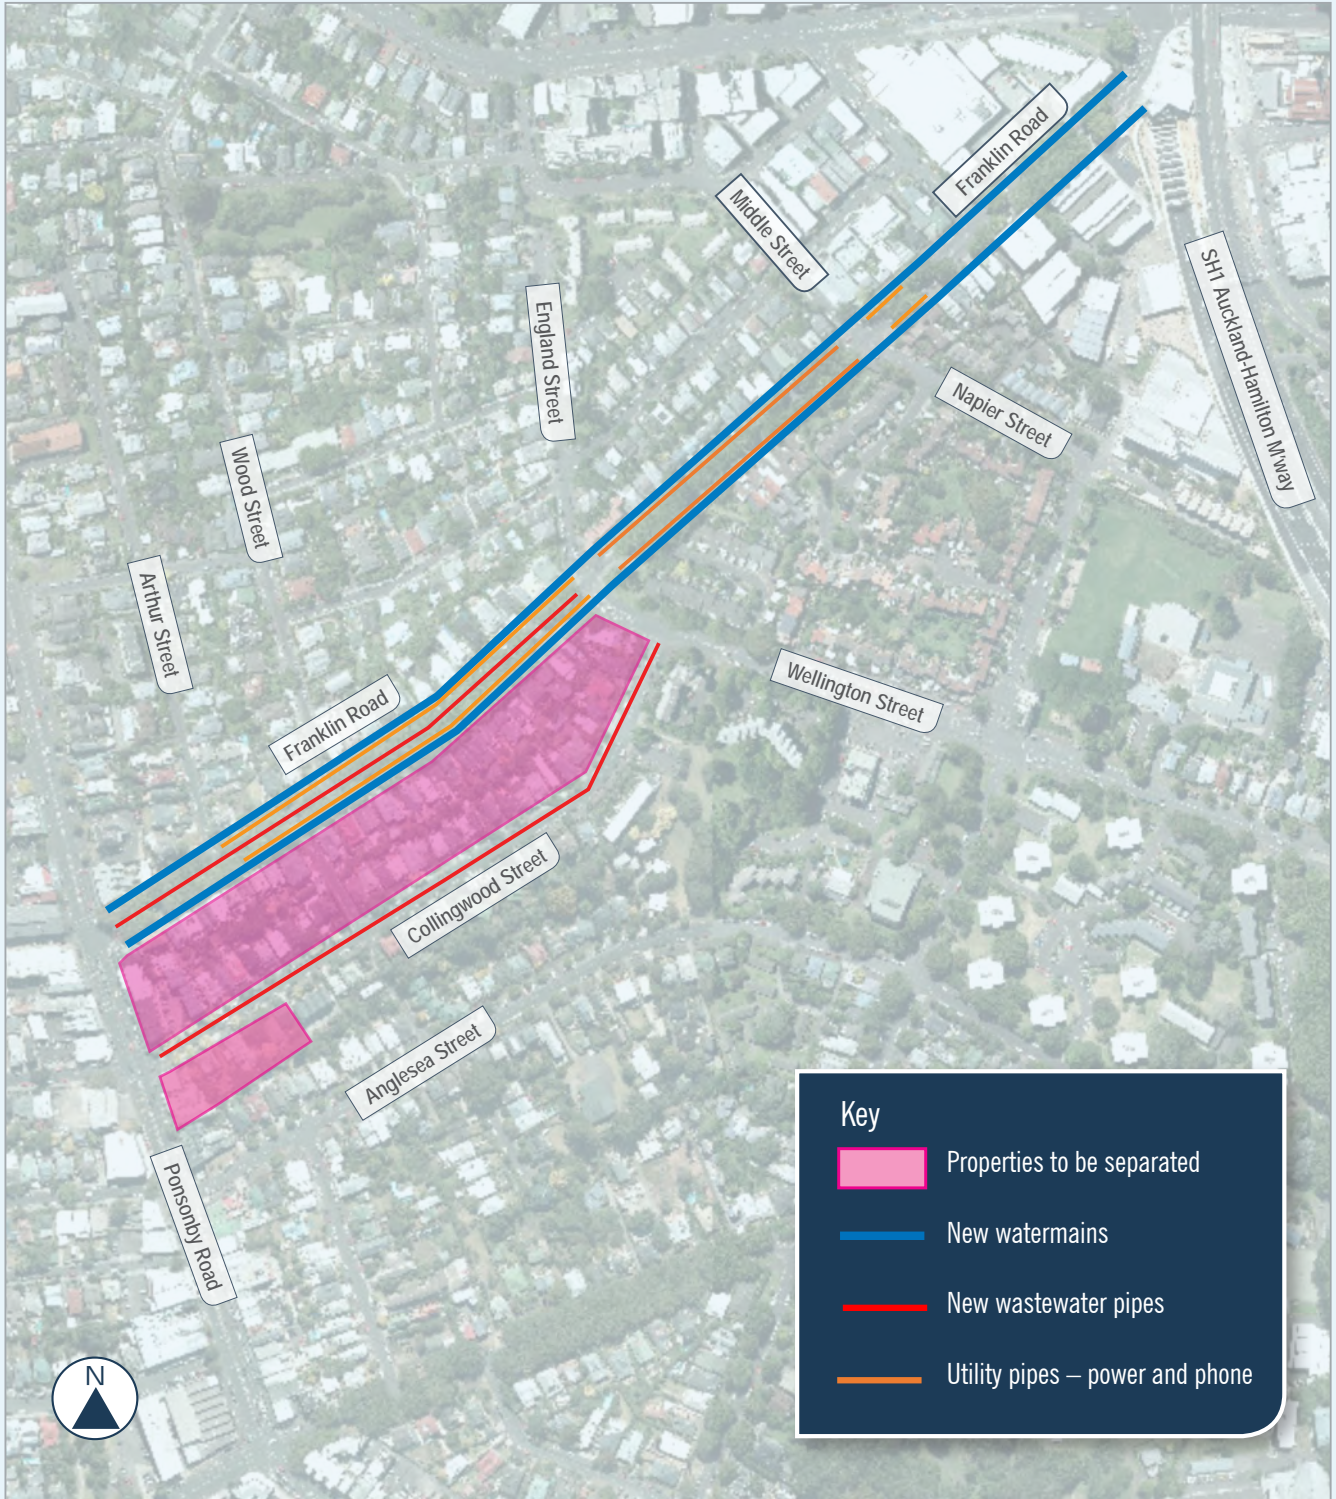 Franklin Road
Middle Street
SH1 Auckland-Hamilton M'way
England Street
Napier Street
Wood Street
Arthur Street
Wellington Street
Franklin Road
Collingwood Street
Anglesea Street
Ponsonby Road
N
Key
Properties to be separated
New watermains
New wastewater pipes
Utility pipes – power and phone